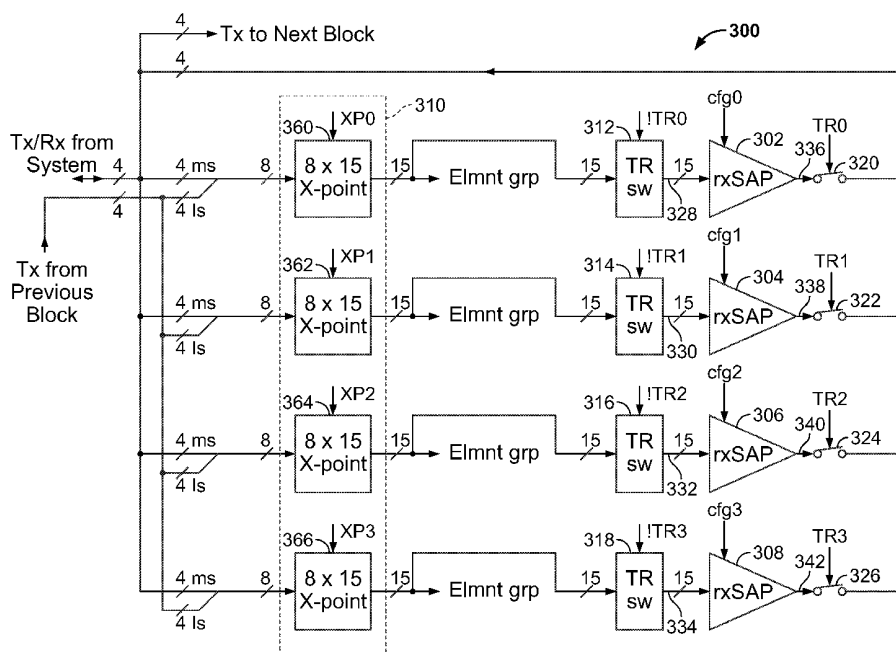 4
Tx to Next Block
300
4
310
cfg0
360
XP0
312
!TR0
302
TR0
Tx/Rx from
System
4
4 ms
8
8 x 15
X-point
15
Elmnt grp
15
TR
sw
15
rxSAP
336
320
4
4 ls
328
Tx from
Previous
Block
362
XP1
314
!TR1
cfg1
304
TR1
4 ms
8
8 x 15
X-point
15
Elmnt grp
15
TR
sw
15
rxSAP
338
322
4 ls
330
364
XP2
316
!TR2
cfg2
306
TR2
4 ms
8
8 x 15
X-point
15
Elmnt grp
15
TR
sw
15
rxSAP
340
324
4 ls
332
366
XP3
318
!TR3
cfg3
308
TR3
4 ms
8
8 x 15
X-point
15
Elmnt grp
15
TR
sw
15
rxSAP
342
326
4 ls
334